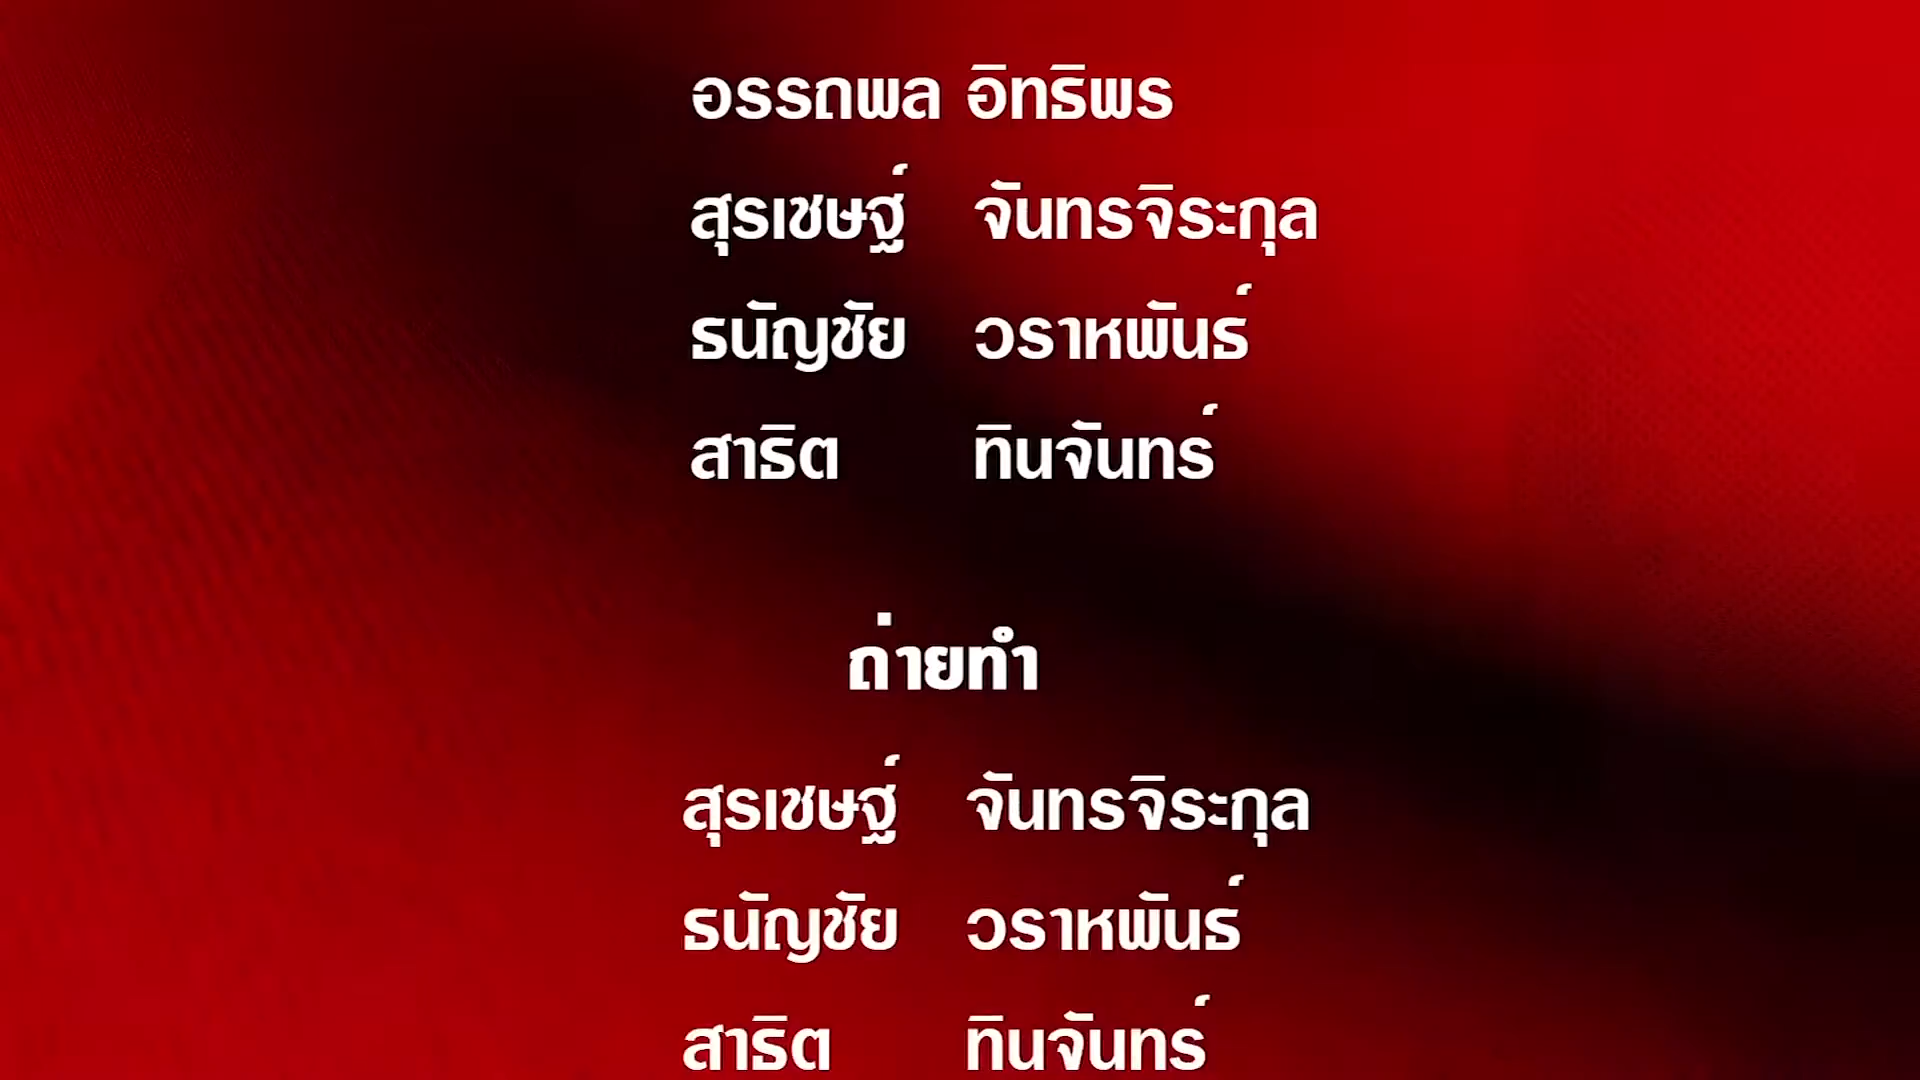 อรรถพล อิทธิพร
สุรเชษฐ์ จันทรจิระกุล
ธนัญชัย วราหพันธ์
สาธิต ทินจันทร์
ถ่ายทำ
สุรเชษฐ์ จันทรจิระกุล
ธนัญชัย วราหพันธ์
สาธิต ทินจันทร์